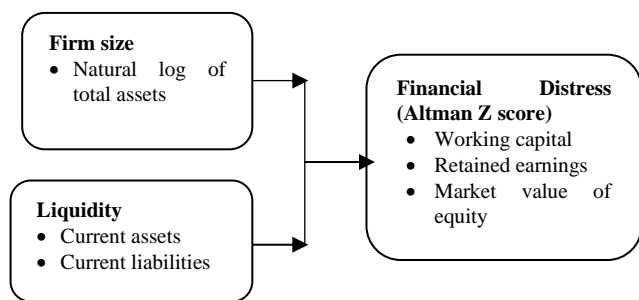 Firm size
• Natural log of
total assets
Liquidity
• Current assets
• Current liabilities
Financial Distress
(Altman Z score)
• Working capital
• Retained earnings
• Market value of
equity